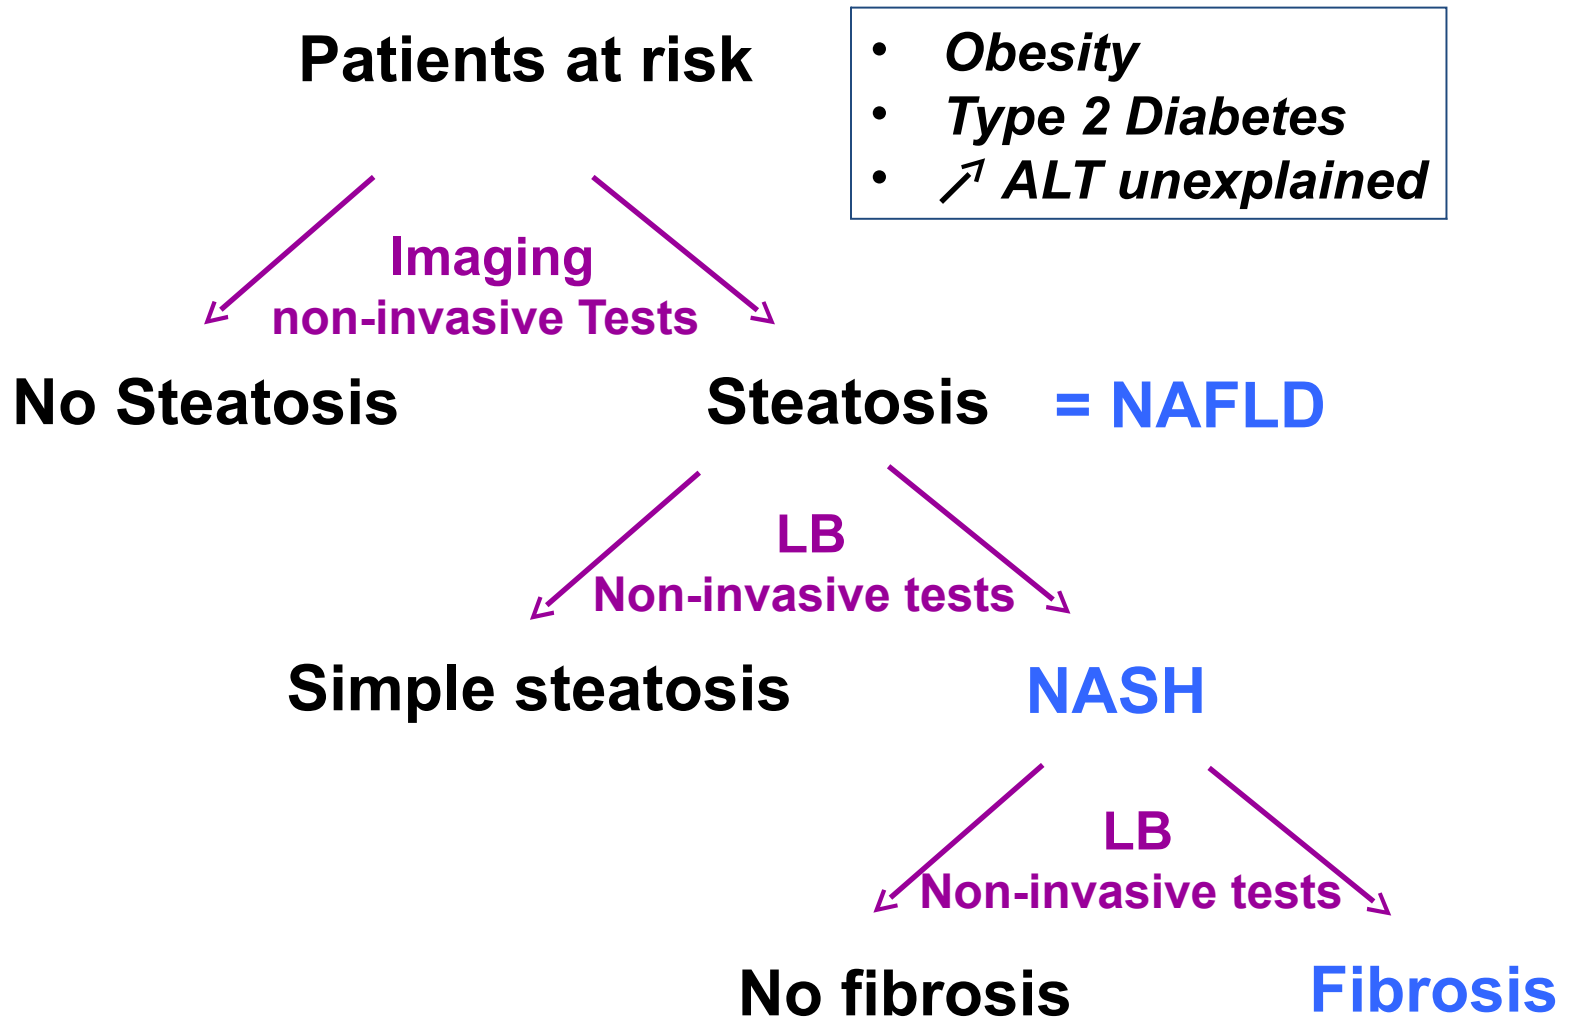 Patients at risk
• Obesity
• Type 2 Diabetes
• ↗ ALT unexplained
Imaging
non-invasive Tests
No Steatosis
Steatosis
= NAFLD
LB
Non-invasive tests
Simple steatosis
NASH
LB
Non-invasive tests
No fibrosis
Fibrosis